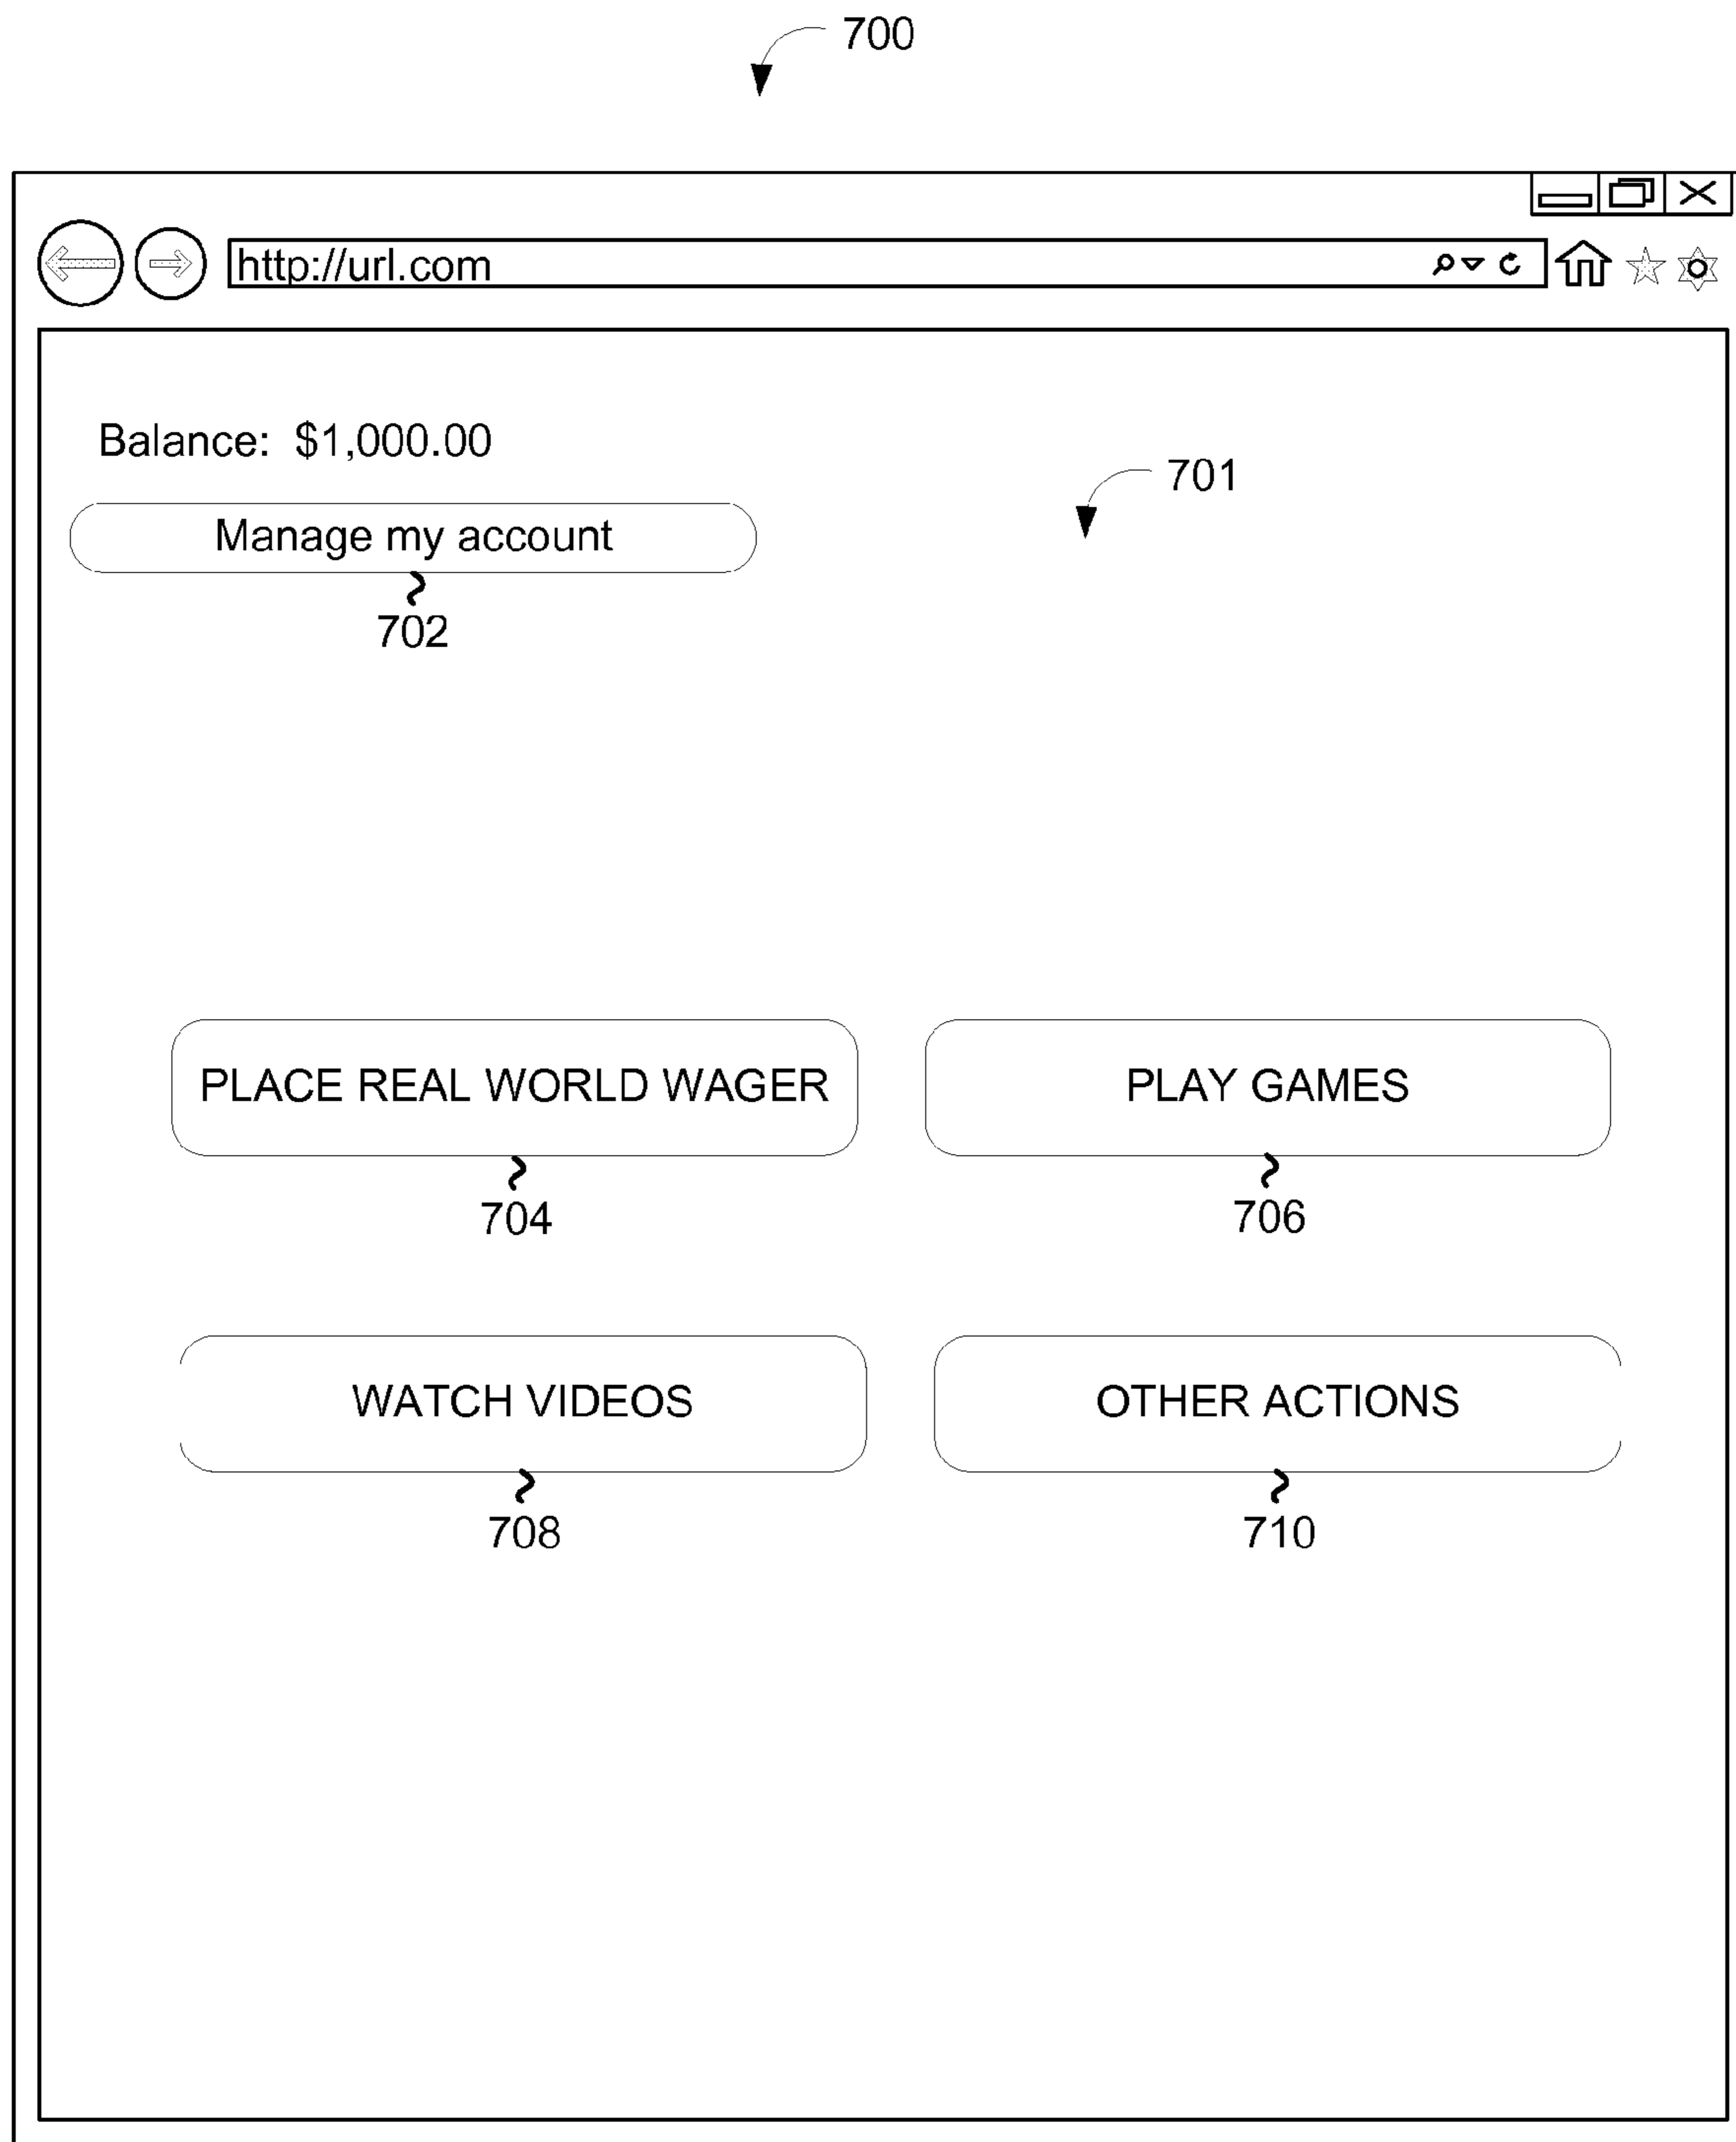 700
http://url.com
Balance: $1,000.00
701
Manage my account
702
PLACE REAL WORLD WAGER
PLAY GAMES
704
706
WATCH VIDEOS
OTHER ACTIONS
708
710